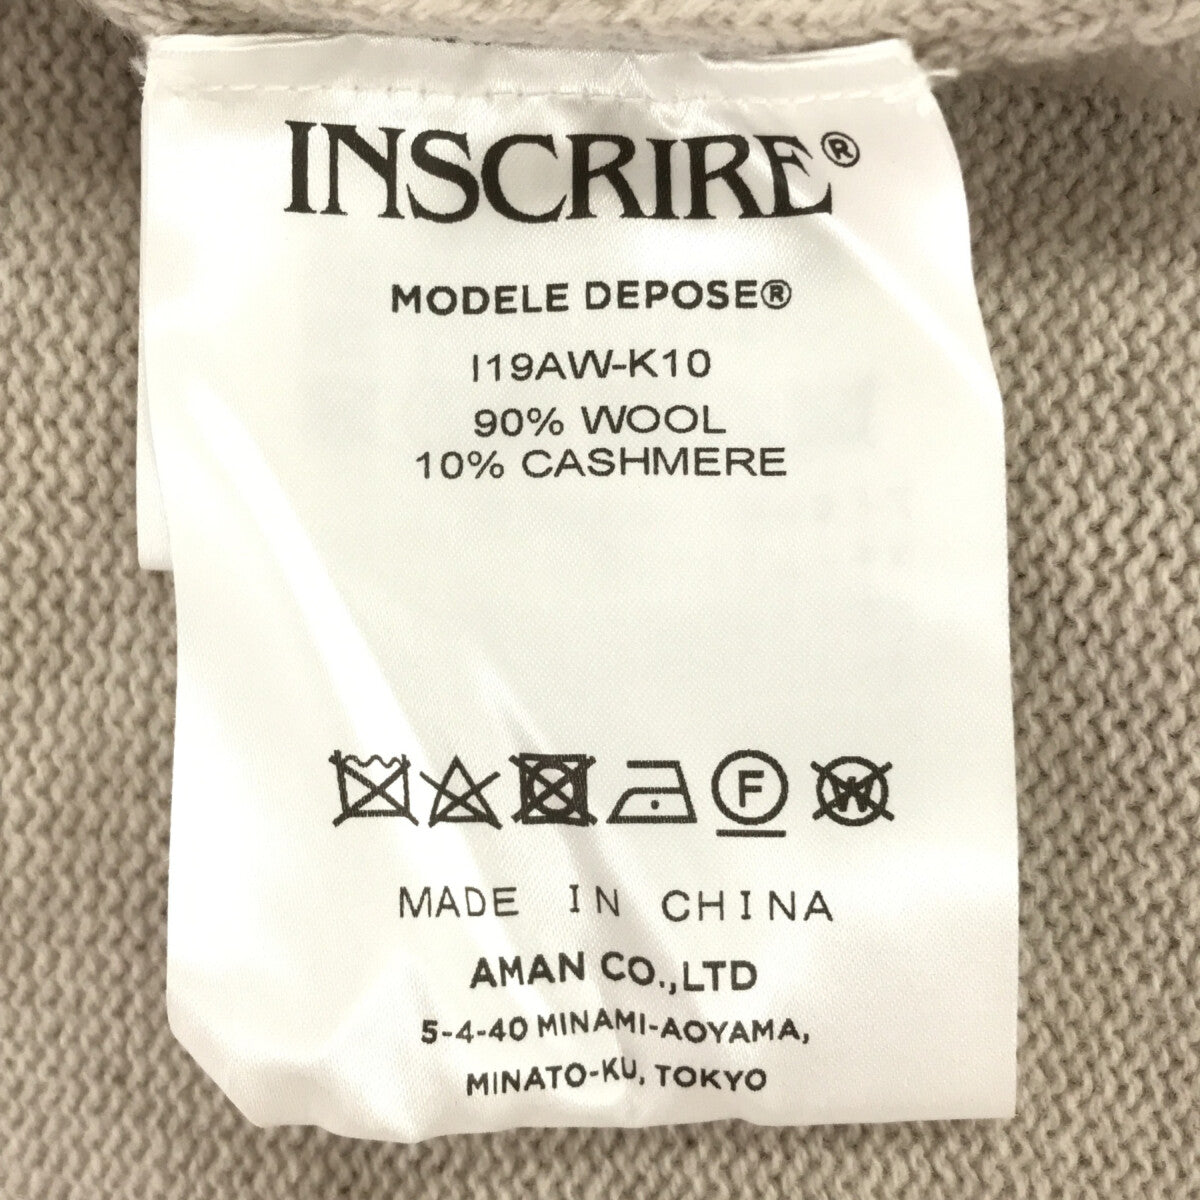 INSCRIRE®
MODELE DEPOSE®
I19AW-K10
90% WOOL
10% CASHMERE
F W
MADE IN CHINA
AMAN CO.,LTD
5-4-40 MINAMI-AOYAMA,
MINATO-KU, TOKYO